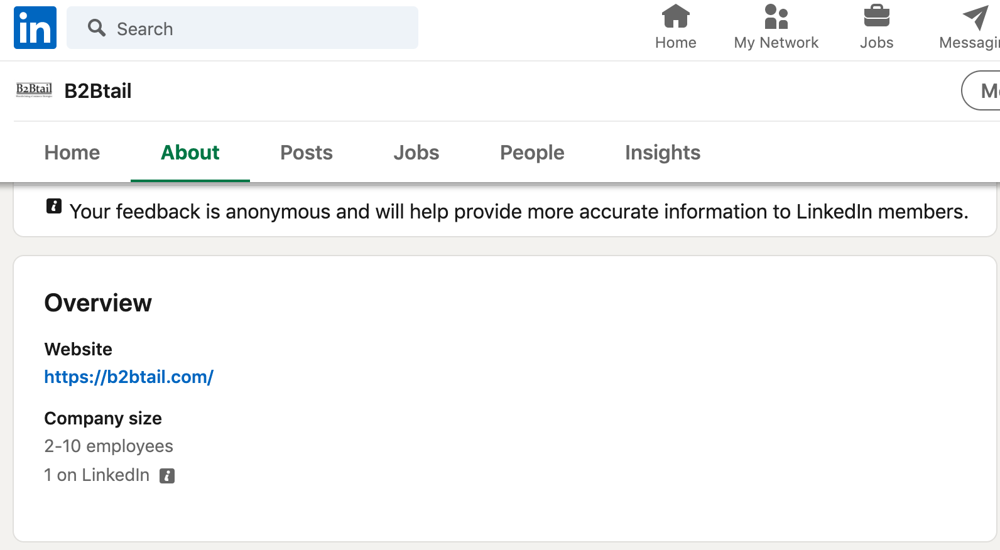 in
Search
Home
My Network
Jobs
Messagin
B2Btail
B2Btail
Mo
Home
About
Posts
Jobs
People
Insights
Your feedback is anonymous and will help provide more accurate information to LinkedIn members.
Overview
Website
https://b2btail.com/
Company size
2-10 employees
1 on LinkedIn